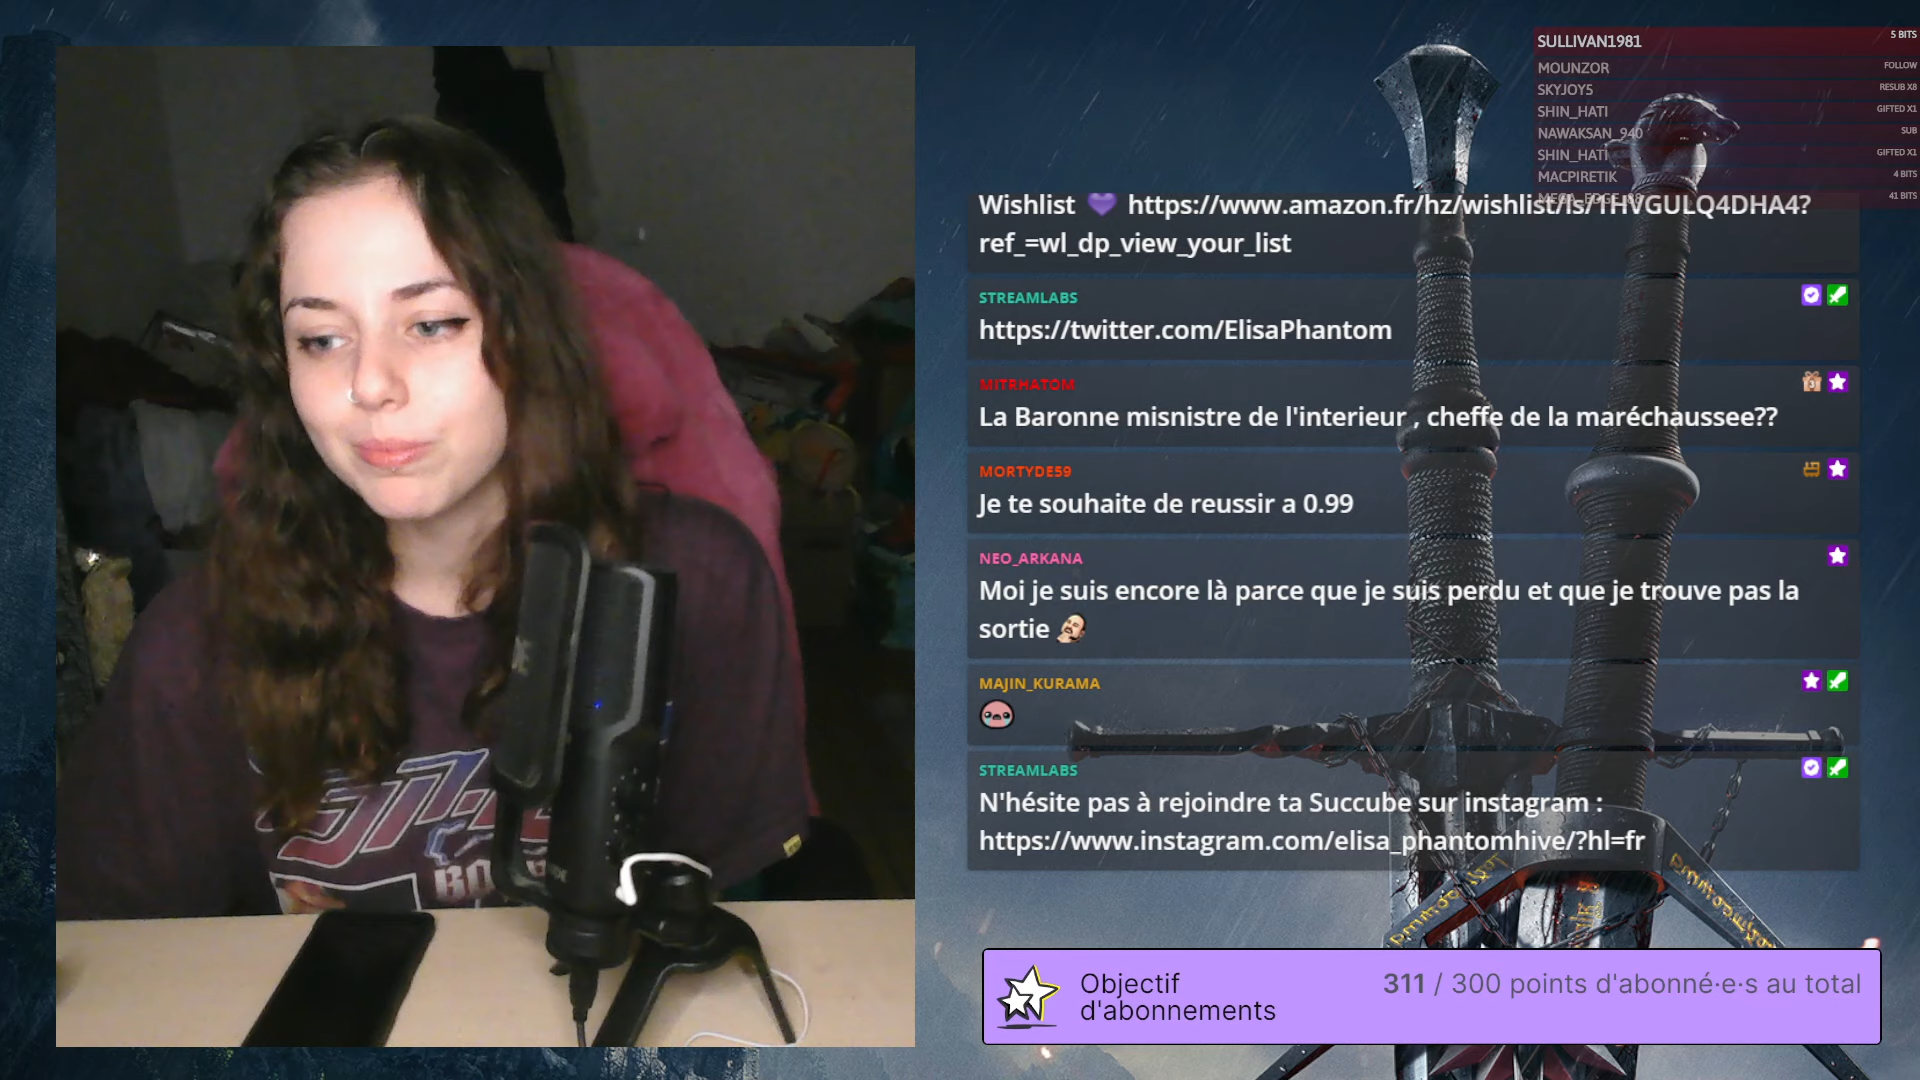 SULLIVAN1981 5 BITS
MOUNZOR FOLLOW
SKYJOY5 RESUB X8
SHIN_HATI GIFTED X1
NAWAKSAN_940 SUB
SHIN_HATI GIFTED X1
MACPIRETIK 4 BITS
41 BITS
Wishlist 💜 https://www.amazon.fr/hz/wishlist/ls/1HVGULQ4DHA4?
ref_=wl_dp_view_your_list
STREAMLABS
https://twitter.com/ElisaPhantom
MITRHATOM
La Baronne misnistre de l'interieur , cheffe de la maréchaussee??
MORTYDE59
Je te souhaite de reussir a 0.99
NEO_ARKANA
Moi je suis encore là parce que je suis perdu et que je trouve pas la
sortie
MAJIN_KURAMA
STREAMLABS
N'hésite pas à rejoindre ta Succube sur instagram :
https://www.instagram.com/elisa_phantomhive/?hl=fr
Objectif
d'abonnements
311 / 300 points d'abonné·e·s au total